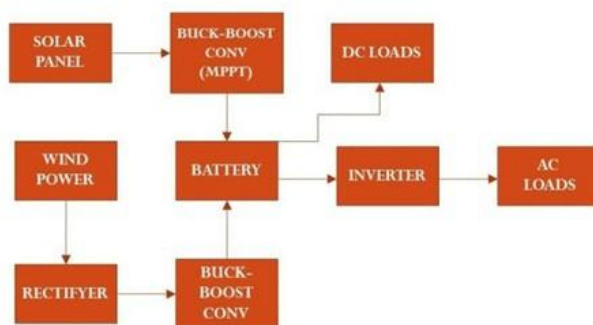 SOLAR
PANEL
BUCK-BOOST
CONV
(MPPT)
DC LOADS
WIND
POWER
BATTERY
INVERTER
AC
LOADS
RECTIFYER
BUCK-
BOOST
CONV